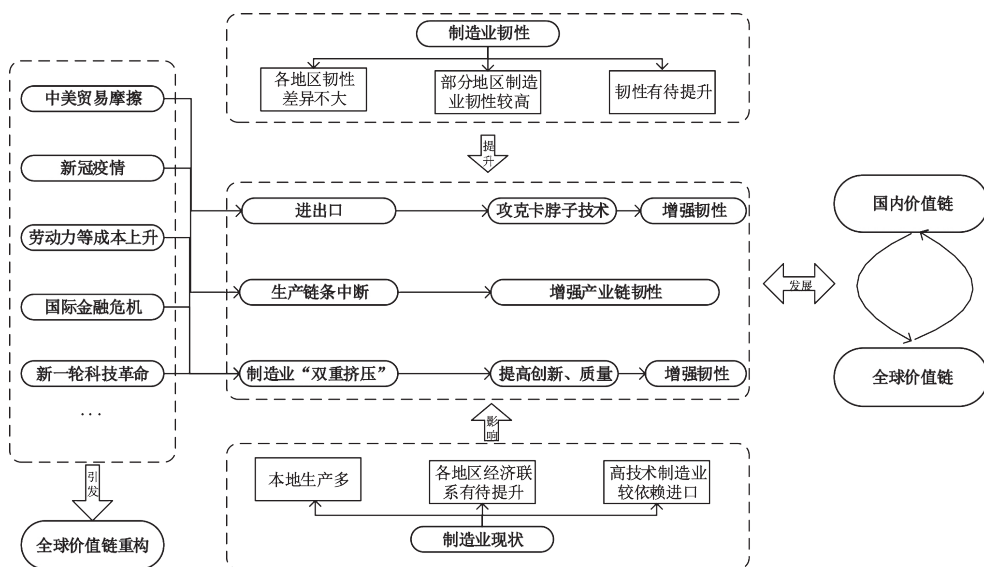 制造业韧性
各地区韧性
差异不大
部分地区制造
业韧性较高
韧性有待提升
提
升
中美贸易摩擦
新冠疫情
劳动力等成本上升
国际金融危机
新一轮科技革命
...
引
发
全球价值链重构
进出口
攻克卡脖子技术
增强韧性
生产链条中断
增强产业链韧性
制造业“双重挤压”
提高创新、质量
增强韧性
发展
国内价值链
全球价值链
影
响
本地生产多
各地区经济联
系有待提升
高技术制造业
较依赖进口
制造业现状